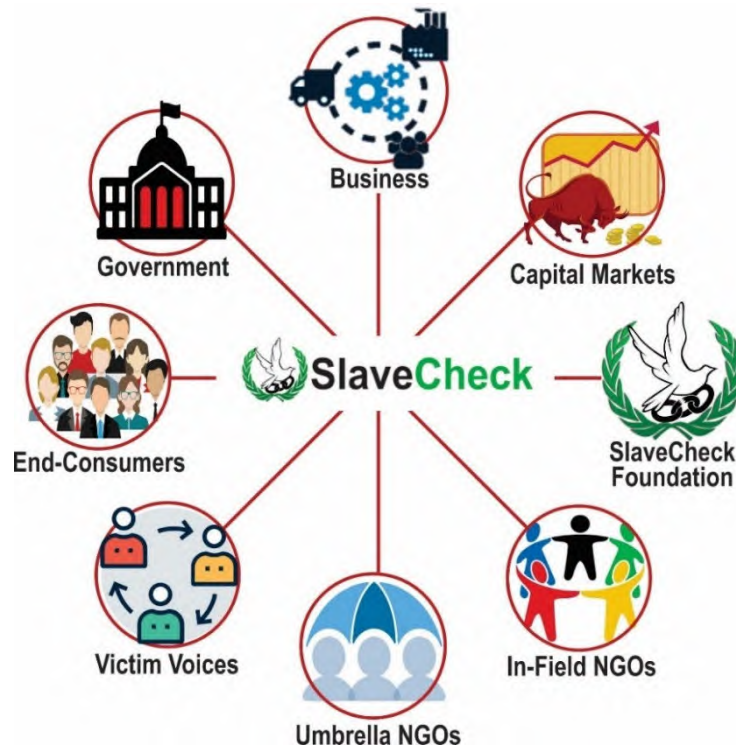 Business
Government
Capital Markets
SlaveCheck
End-Consumers
SlaveCheck
Foundation
Victim Voices
In-Field NGOs
Umbrella NGOs